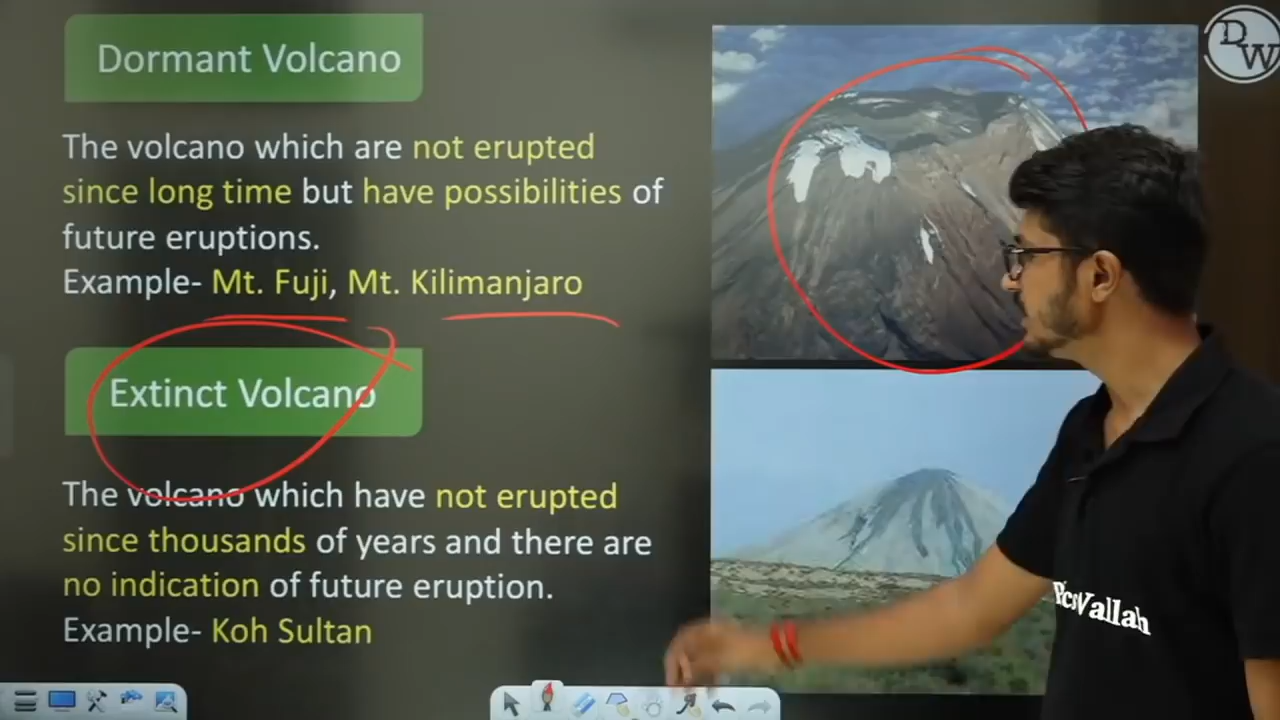 Dormant Volcano
The volcano which are not erupted
since long time but have possibilities of
future eruptions.
Example- Mt. Fuji, Mt. Kilimanjaro
Extinct Volcano
The volcano which have not erupted
since thousands of years and there are
no indication of future eruption.
Example- Koh Sultan